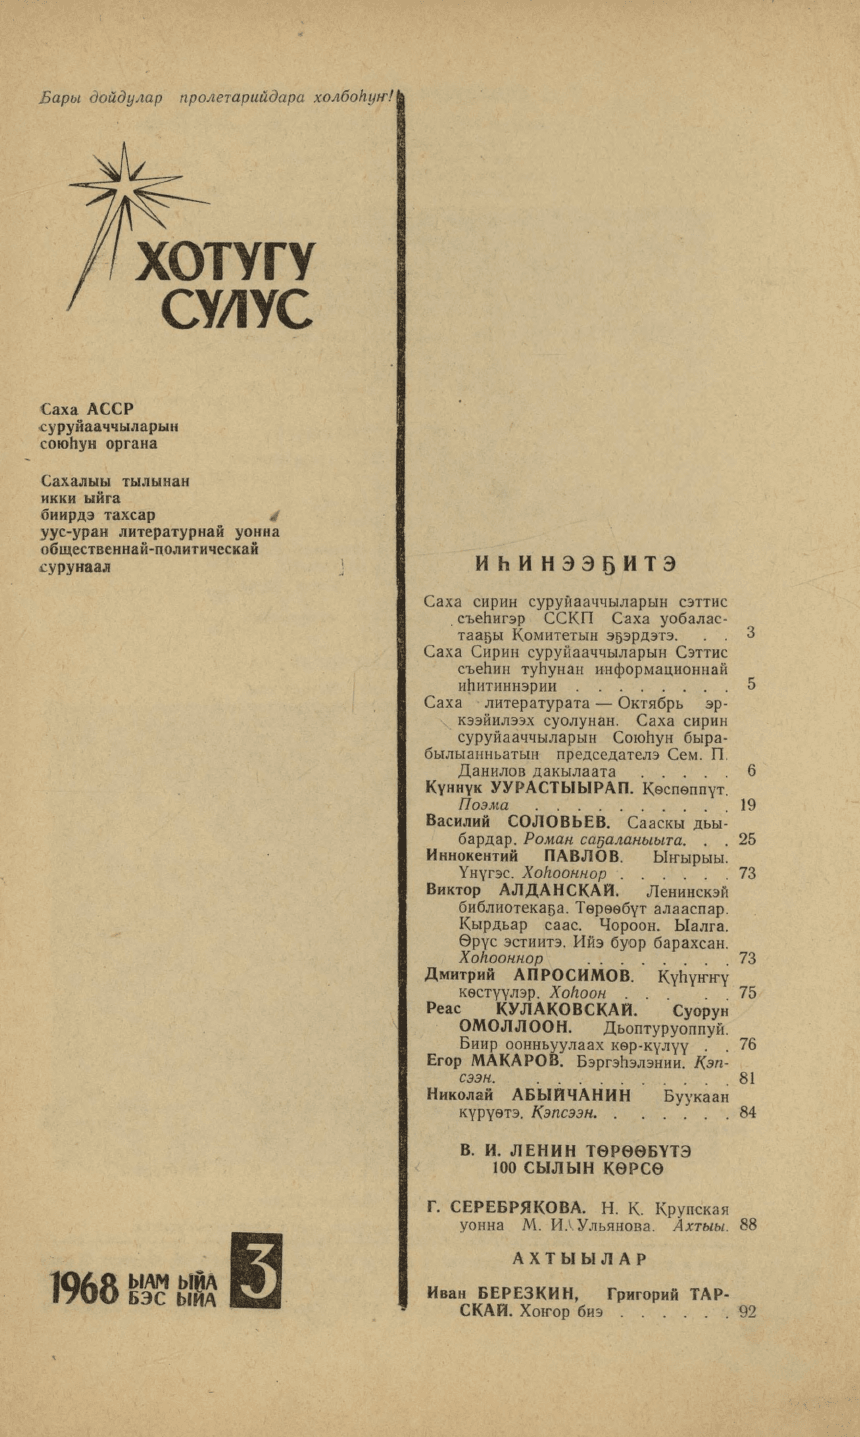 Бары дойдулар пролетарийдара холбоһуҥ!
ХОТУГУ
СУЛУС
Саха АССР
суруйааччыларын
союһун органа
Сахалыы тылынан
икки ыйга
биирдэ тахсар
уус-уран литературнай уонна
общественнай-политическай
сурунаал
1968 ЫАМ ЫЙА
БЭС ЫЙА
3
ИҺИНЭЭҔИТЭ
Саха сирин суруйааччыларын сэттис
съеһигэр ССКП Саха уобалас-
тааҕы Комитетын эҕэрдэтэ. . . 3
Саха Сирин суруйааччыларын Сэттис
съеһин туһунан информационнай
иһитиннэрии . . . . . . . . 5
Саха литературата — Октябрь эр-
кээйилээх суолунан. Саха сирин
суруйааччыларын Союһун быра-
былыанньатын председателэ Сем. П.
Данилов дакылаата . . . . . 6
Күннүк УУРАСТЫЫРАП. Көспөппүт.
Поэма . . . . . . . . . . 19
Василий СОЛОВЬЕВ. Сааскы дьы-
бардар. Роман саҕаланыыта. . . 25
Иннокентий ПАВЛОВ. Ыҥырыы.
Үнүгэс. Хоһооннор . . . . . . 73
Виктор АЛДАНСКАЙ. Ленинскэй
библиотекаҕа. Төрөөбүт алааспар.
Қырдьар саас. Чороон. Ыалга.
Өрүс эстиитэ. Ийэ буор барахсан.
Хоһооннор . . . . . . . . 73
Дмитрий АПРОСИМОВ. Күһүҥҥү
көстүүлэр. Хоһоон . . . . . . 75
Реас КУЛАКОВСКАЙ. Суорун
ОМОЛЛООН. Дьоптуруоппуй.
Биир оонньуулаах көр-күлүү . . 76
Егор МАКАРОВ. Бэргэһэлэнии. Кэп-
сээн. . . . . . . . . . . 81
Николай АБЫЙЧАНИН Буукаан
күрүөтэ. Кэпсээн. . . . . . . 84
В. И. ЛЕНИН ТӨРӨӨБҮТЭ
100 СЫЛЫН КӨРСӨ
Г. СЕРЕБРЯКОВА. Н. К. Крупская
уонна М. И. Ульянова. Ахтыы. 88
АХТЫЫЛАР
Иван БЕРЕЗКИН, Григорий ТАР-
СКАЙ. Хоҥор биэ . . . . . . 92